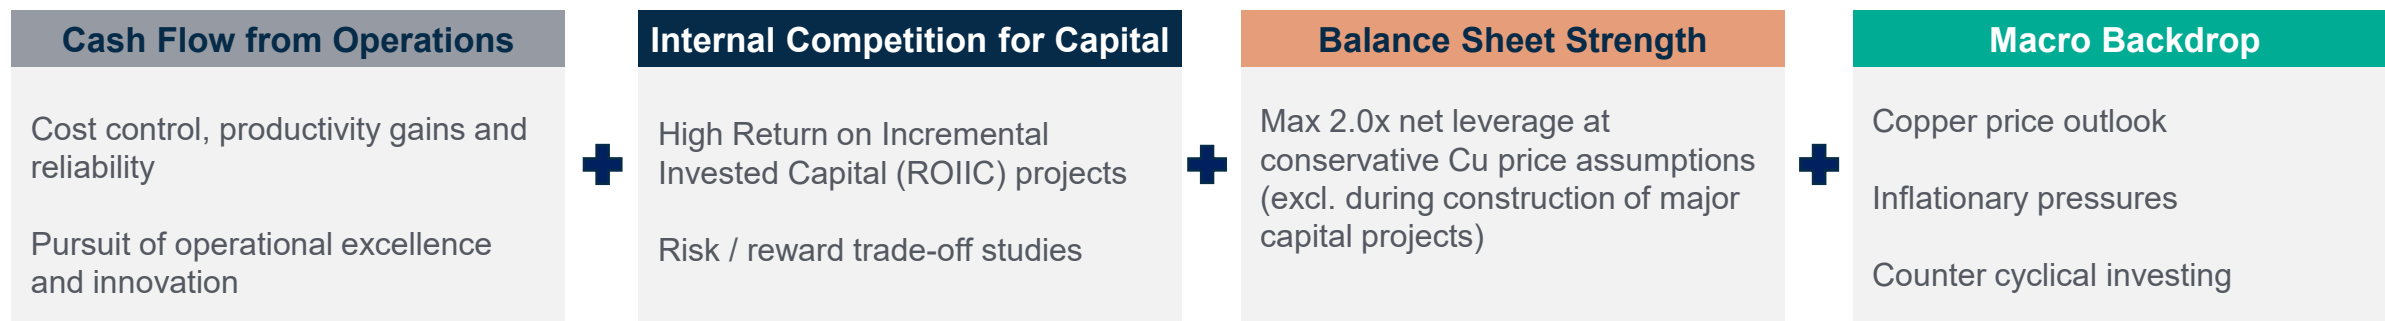 Cash Flow from Operations
Cost control, productivity gains and
reliability
Pursuit of operational excellence
and innovation
Internal Competition for Capital
High Return on Incremental
Invested Capital (ROIIC) projects
Risk / reward trade-off studies
Balance Sheet Strength
Max 2.0x net leverage at
conservative Cu price assumptions
(excl. during construction of major
capital projects)
Macro Backdrop
Copper price outlook
Inflationary pressures
Counter cyclical investing